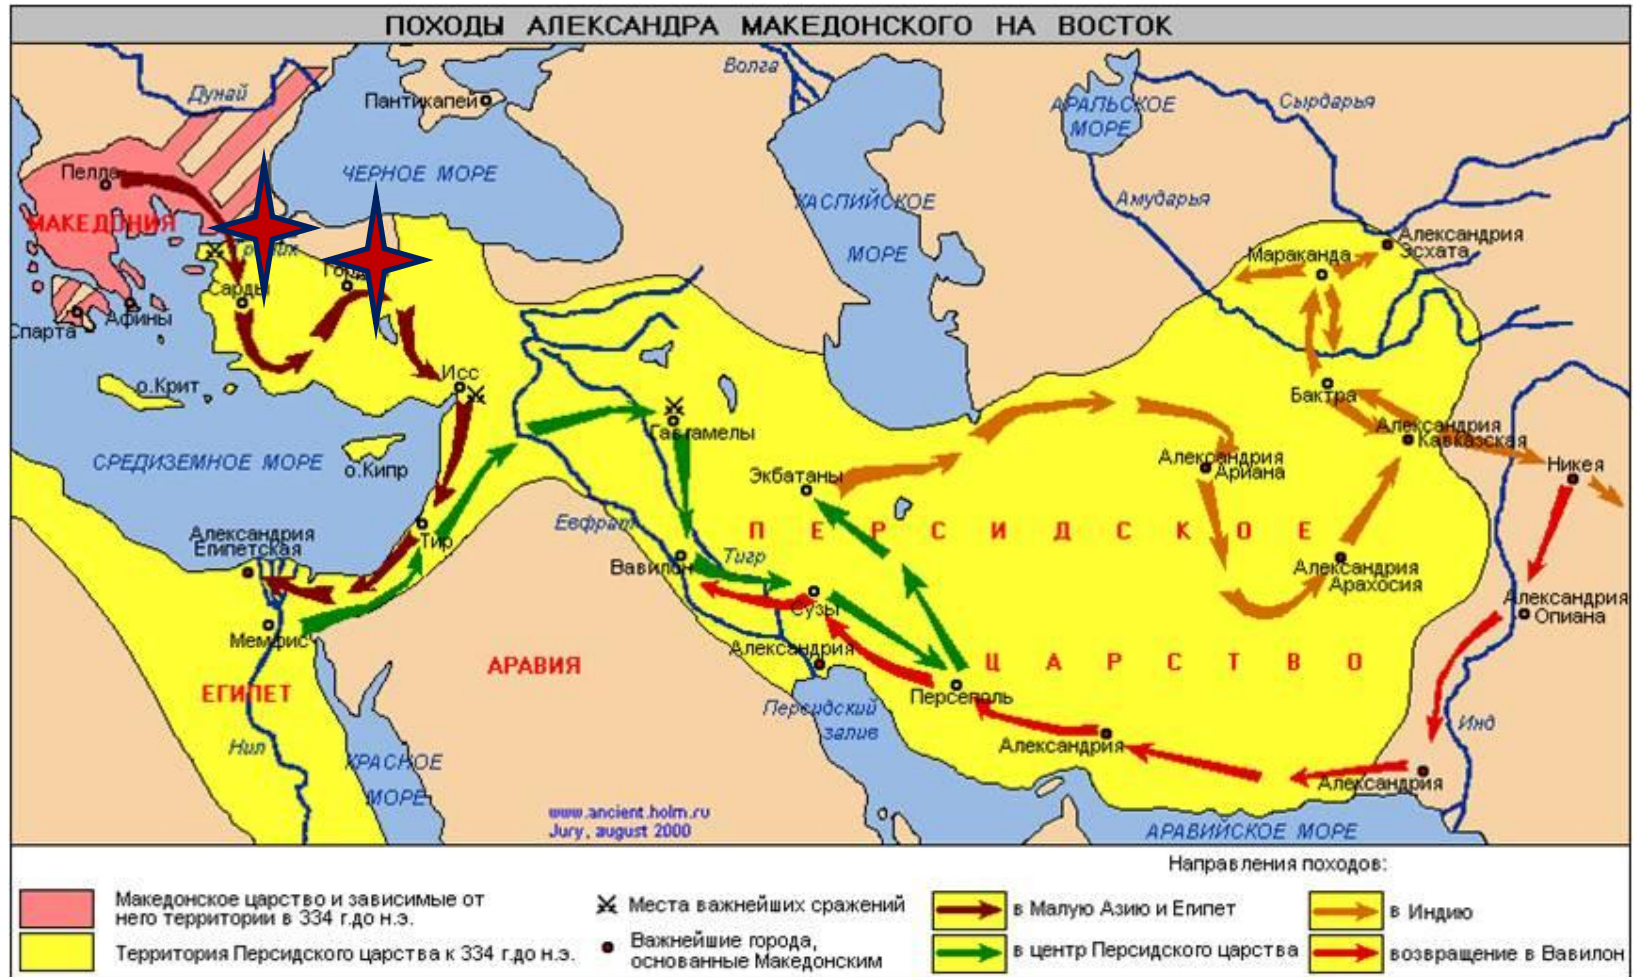 ПОХОДЫ АЛЕКСАНДРА МАКЕДОНСКОГО НА ВОСТОК
Дунай
Пантикапей
Волга
АРАЛЬСКОЕ
МОРЕ
Сырдарья
Пелла
ЧЕРНОЕ МОРЕ
КАСПИЙСКОЕ
МОРЕ
Амударья
МАКЕДОНИЯ
Александрия
Эсхата
Мараканда
Сарды
Спарта
Афины
о.Крит
Исс
Бактра
Гавгамелы
Александрия
Кавказская
СРЕДИЗЕМНОЕ МОРЕ
о.Кипр
Экбатаны
Александрия
Ариана
Никея
Александрия
Египетская
Тир
Евфрат
ПЕРСИДСКОЕ
Вавилон
Тигр
Александрия
Арахосия
Сузы
Александрия
Опиана
Мемфис
Александрия
АРАВИЯ
ЦАРСТВО
ЕГИПЕТ
Персеполь
Персидский
залив
Нил
КРАСНОЕ
МОРЕ
Александрия
Инд
Александрия
www.ancient.holm.ru
Jury, august 2000
АРАВИЙСКОЕ МОРЕ
Направления походов:
Македонское царство и зависимые от
него территории в 334 г.до н.э.
Места важнейших сражений
в Малую Азию и Египет
в Индию
Территория Персидского царства к 334 г.до н.э.
Важнейшие города,
основанные Македонским
в центр Персидского царства
возвращение в Вавилон